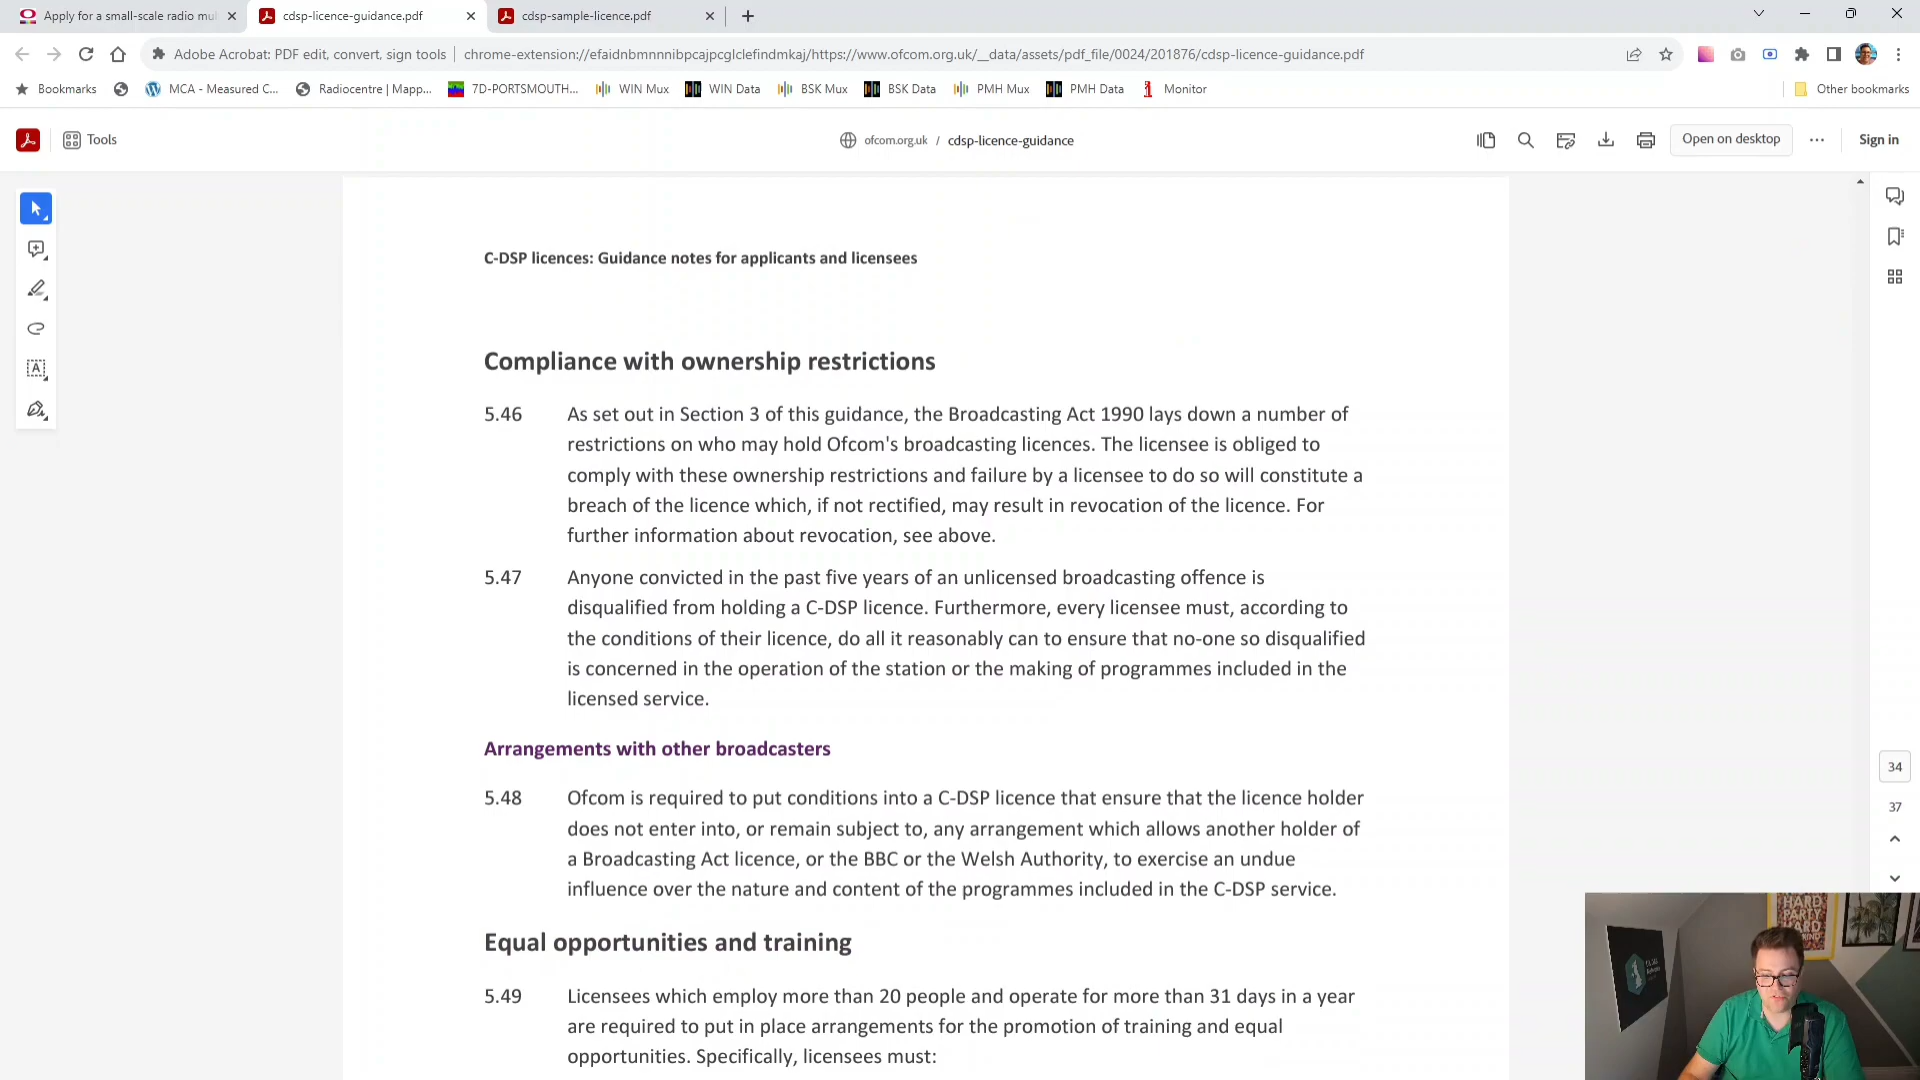 Apply for a small-scale radio mu
cdsp-licence-guidance.pdf
cdsp-sample-licence.pdf
Adobe Acrobat: PDF edit, convert, sign tools
chrome-extension://efaidnbmnnnibpcajpcglclefindmkaj/https://www.ofcom.org.uk/__data/assets/pdf_file/0024/201876/cdsp-licence-guidance.pdf
Bookmarks
MCA - Measured C...
Radiocentre | Mapp...
7D-PORTSMOUTH...
WIN Mux
WIN Data
BSK Mux
BSK Data
PMH Mux
PMH Data
Monitor
Other bookmarks
Tools
ofcom.org.uk / cdsp-licence-guidance
Open on desktop
Sign in
C-DSP licences: Guidance notes for applicants and licensees
Compliance with ownership restrictions
5.46 As set out in Section 3 of this guidance, the Broadcasting Act 1990 lays down a number of
restrictions on who may hold Ofcom's broadcasting licences. The licensee is obliged to
comply with these ownership restrictions and failure by a licensee to do so will constitute a
breach of the licence which, if not rectified, may result in revocation of the licence. For
further information about revocation, see above.
5.47 Anyone convicted in the past five years of an unlicensed broadcasting offence is
disqualified from holding a C-DSP licence. Furthermore, every licensee must, according to
the conditions of their licence, do all it reasonably can to ensure that no-one so disqualified
is concerned in the operation of the station or the making of programmes included in the
licensed service.
Arrangements with other broadcasters
5.48 Ofcom is required to put conditions into a C-DSP licence that ensure that the licence holder
does not enter into, or remain subject to, any arrangement which allows another holder of
a Broadcasting Act licence, or the BBC or the Welsh Authority, to exercise an undue
influence over the nature and content of the programmes included in the C-DSP service.
Equal opportunities and training
5.49 Licensees which employ more than 20 people and operate for more than 31 days in a year
are required to put in place arrangements for the promotion of training and equal
opportunities. Specifically, licensees must:
34
37
HARD
PARTY
HARD